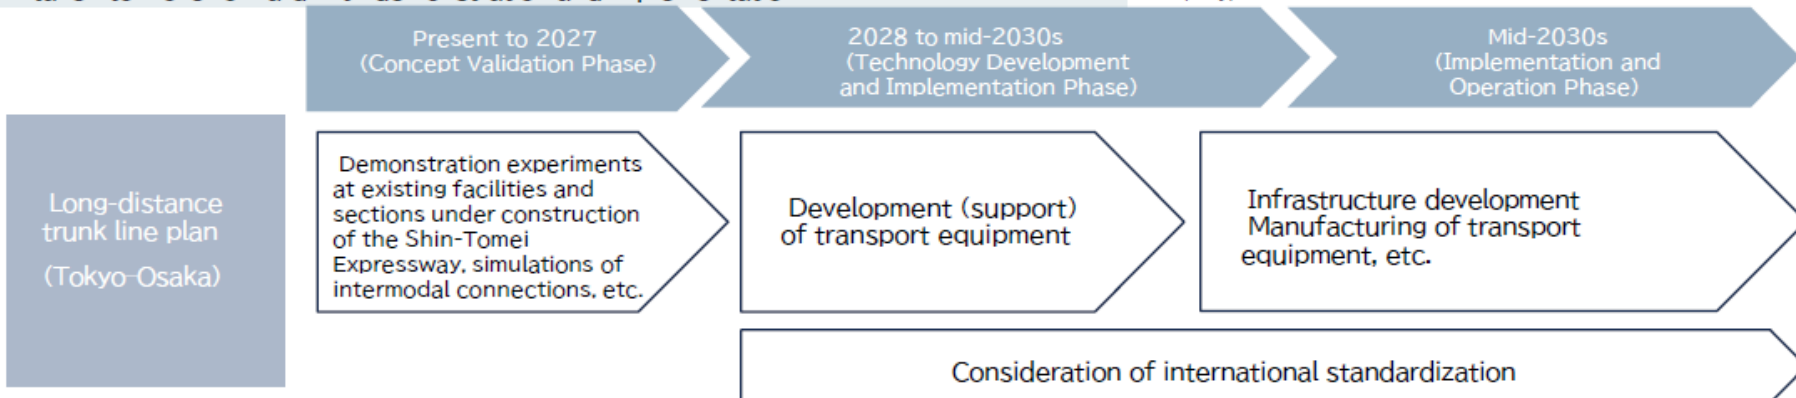 Present to 2027
(Concept Validation Phase)
2028 to mid-2030s
(Technology Development
and Implementation Phase)
Mid-2030s
(Implementation and
Operation Phase)
Long-distance
trunk line plan
(Tokyo-Osaka)
Demonstration experiments
at existing facilities and
sections under construction
of the Shin-Tomei
Expressway, simulations of
intermodal connections, etc.
Development (support)
of transport equipment
Infrastructure development
Manufacturing of transport
equipment, etc.
Consideration of international standardization